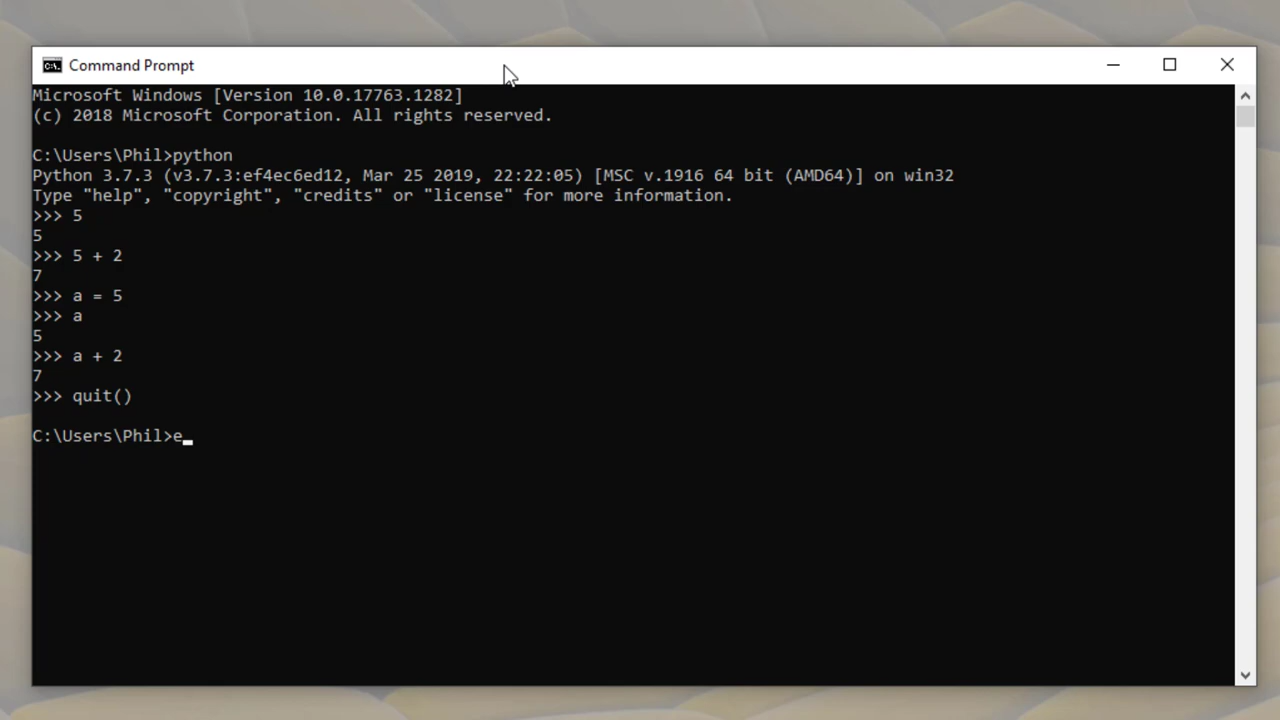 Command Prompt
Microsoft Windows [Version 10.0.17763.1282]
(c) 2018 Microsoft Corporation. All rights reserved.
C:\Users\Phil>python
Python 3.7.3 (v3.7.3:ef4ec6ed12, Mar 25 2019, 22:22:05) [MSC v.1916 64 bit (AMD64)] on win32
Type "help", "copyright", "credits" or "license" for more information.
>>> 5
5
>>> 5 + 2
7
>>> a = 5
>>> a
5
>>> a + 2
7
>>> quit()
C:\Users\Phil>e_